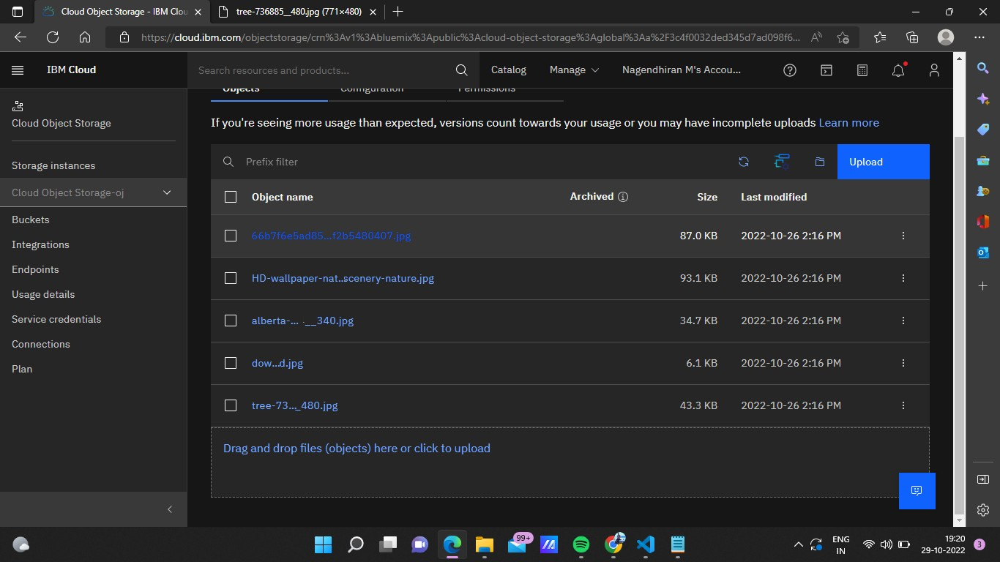 Cloud Object Storage - IBM Clou
tree-736885__480.jpg (771×480)
https://cloud.ibm.com/objectstorage/crn%3Av1%3Abluemix%3Apublic%3Acloud-object-storage%3Aglobal%3Aa%2F3c4f0032ded345d7ad098f6...
IBM Cloud
Search resources and products...
Catalog
Manage
Nagendhiran M's Accou...
Cloud Object Storage
Storage instances
Cloud Object Storage-oj
Buckets
Integrations
Endpoints
Usage details
Service credentials
Connections
Plan
Objects
Configuration
Permissions
If you're seeing more usage than expected, versions count towards your usage or you may have incomplete uploads Learn more
Prefix filter
Upload
Object name Archived Size Last modified
66b7f6e5ad85...f2b5480407.jpg 87.0 KB 2022-10-26 2:16 PM
HD-wallpaper-nat..scenery-nature.jpg 93.1 KB 2022-10-26 2:16 PM
alberta-... -__340.jpg 34.7 KB 2022-10-26 2:16 PM
dow...d.jpg 6.1 KB 2022-10-26 2:16 PM
tree-73..._480.jpg 43.3 KB 2022-10-26 2:16 PM
Drag and drop files (objects) here or click to upload
99+
ENG
IN
19:20
29-10-2022
3